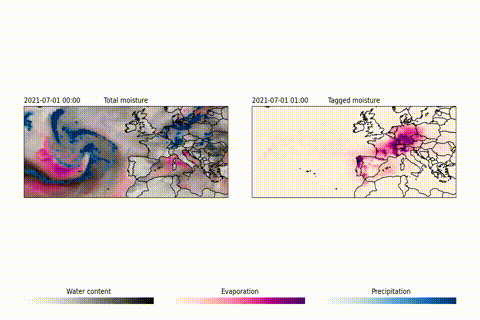 2021-07-01 00:00 Total moisture
2021-07-01 01:00 Tagged moisture
Water content
Evaporation
Precipitation